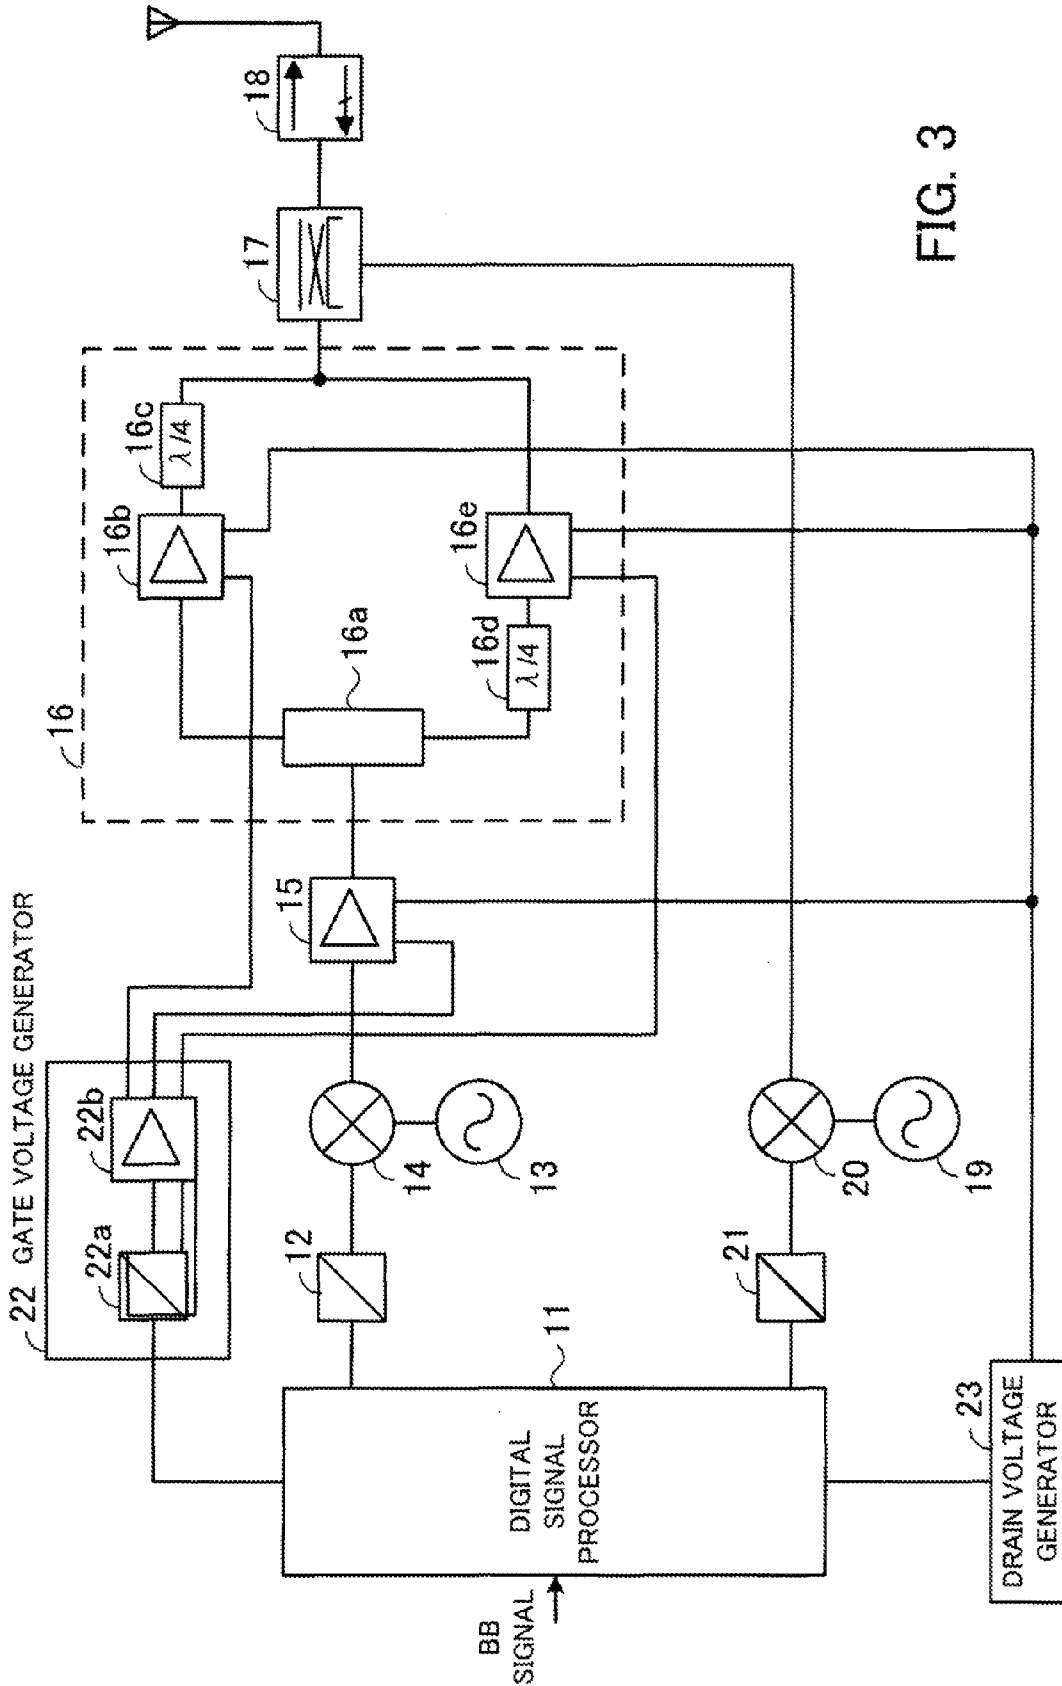 22 GATE VOLTAGE GENERATOR
22a
22b
16
16b
16c
λ/4
17
18
12
14
13
15
16a
16d
λ/4
16e
BB
SIGNAL
DIGITAL
SIGNAL
PROCESSOR
11
21
20
19
23
DRAIN VOLTAGE
GENERATOR
FIG. 3